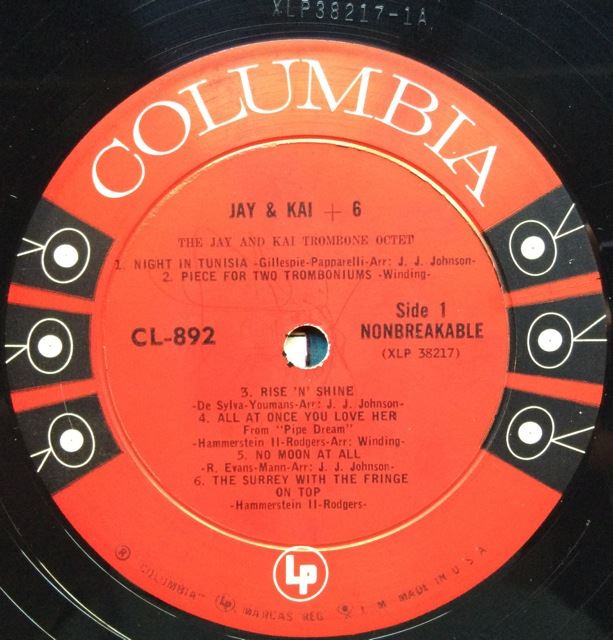 XLP38217-1A
COLUMBIA
JAY & KAI + 6
THE JAY AND KAI TROMBONE OCTET
1. NIGHT IN TUNISIA -Gillespie-Papparelli-Arr: J. J. Johnson-
2. PIECE FOR TWO TROMBONIUMS -Winding-
CL-892
Side 1
NONBREAKABLE
(XLP 38217)
3. RISE 'N' SHINE
-De Sylva-Youmans-Arr: J. J. Johnson-
4. ALL AT ONCE YOU LOVE HER
From "Pipe Dream"
-Hammerstein II-Rodgers-Arr: Winding-
5. NO MOON AT ALL
-R. Evans-Mann-Arr: J. J. Johnson-
6. THE SURREY WITH THE FRINGE
ON TOP
-Hammerstein II-Rodgers-
LP
® "COLUMBIA" LP MARCAS REG. T. M. MADE IN U S A